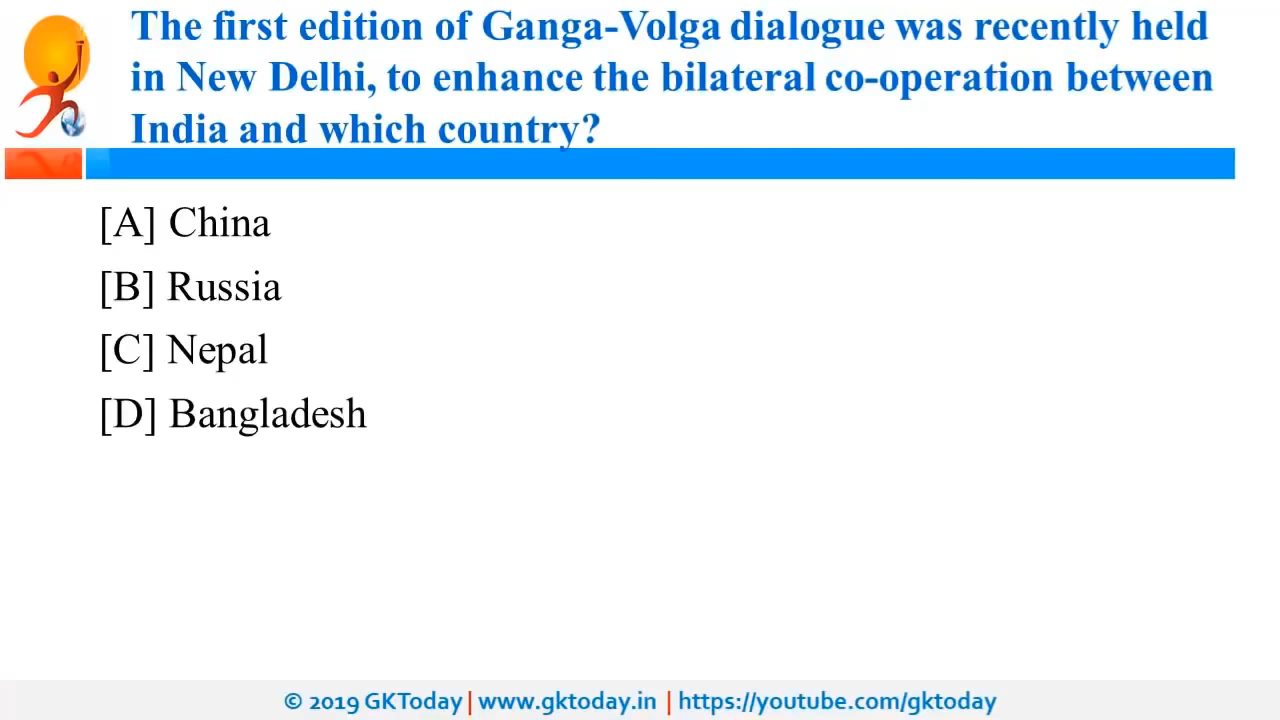 The first edition of Ganga-Volga dialogue was recently held
in New Delhi, to enhance the bilateral co-operation between
India and which country?
[A] China
[B] Russia
[C] Nepal
[D] Bangladesh
© 2019 GKToday | www.gktoday.in | https://youtube.com/gktoday